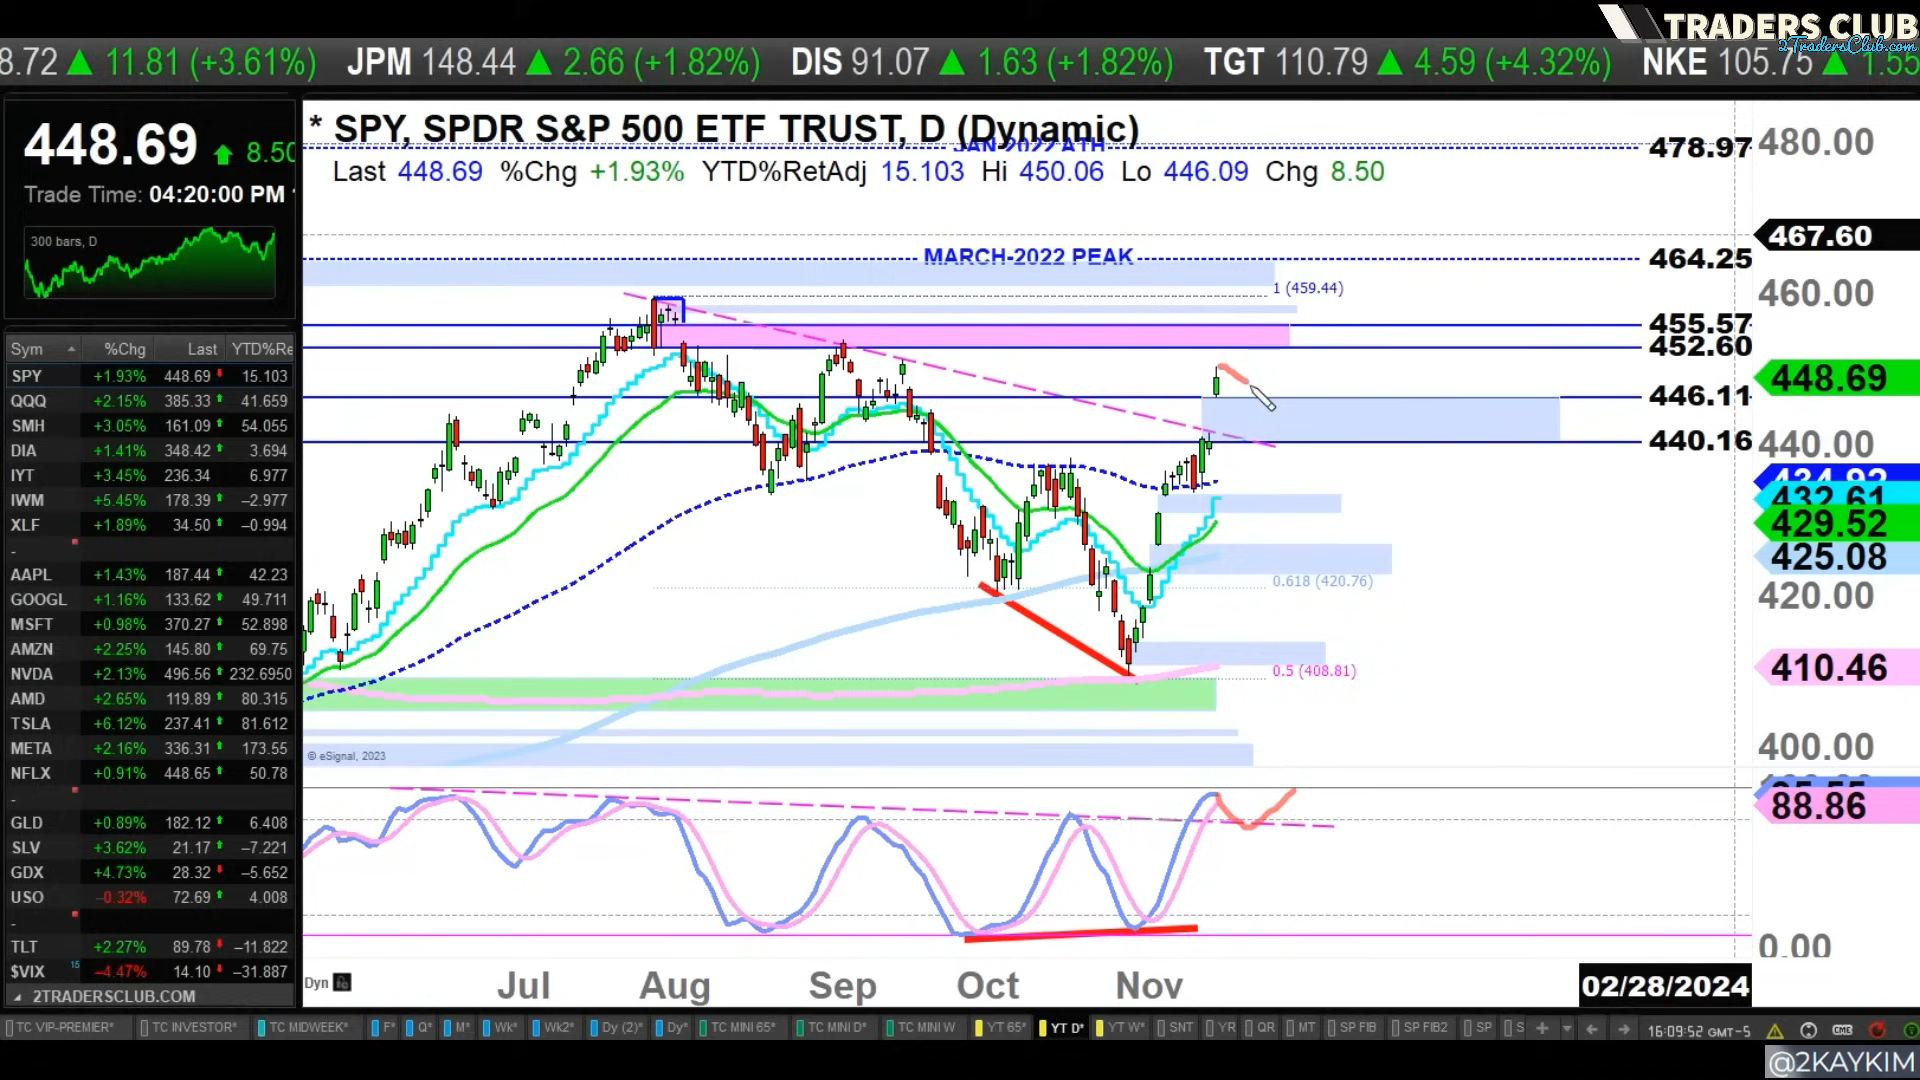 TRADERS CLUB
2TradersClub.com
8.72 ▲ 11.81 (+3.61%) JPM 148.44 ▲ 2.66 (+1.82%) DIS 91.07 ▲ 1.63 (+1.82%) TGT 110.79 ▲ 4.59 (+4.32%) NKE 105.75 ▲ 1.55
448.69 8.50
Trade Time: 04:20:00 PM
300 bars, D
* SPY, SPDR S&P 500 ETF TRUST, D (Dynamic)
JAN-2022 ATH
478.97 480.00
Last 448.69 %Chg +1.93% YTD%RetAdj 15.103 Hi 450.06 Lo 446.09 Chg 8.50
467.60
MARCH-2022 PEAK
464.25
1 (459.44)
460.00
455.57
452.60
448.69
446.11
440.16 440.00
434.92
432.61
429.52
425.08
0.618 (420.76)
420.00
0.5 (408.81)
410.46
400.00
© eSignal, 2023
88.86
0.00
Sym %Chg Last YTD%Re
SPY +1.93% 448.69 15.103
QQQ +2.15% 385.33 41.659
SMH +3.05% 161.09 54.055
DIA +1.41% 348.42 3.694
IYT +3.45% 236.34 6.977
IWM +5.45% 178.39 –2.977
XLF +1.89% 34.50 –0.994
-
AAPL +1.43% 187.44 42.23
GOOGL +1.16% 133.62 49.711
MSFT +0.98% 370.27 52.898
AMZN +2.25% 145.80 69.75
NVDA +2.13% 496.56 232.6950
AMD +2.65% 119.89 80.315
TSLA +6.12% 237.41 81.612
META +2.16% 336.31 173.55
NFLX +0.91% 448.65 50.78
-
GLD +0.89% 182.12 6.408
SLV +3.62% 21.17 –7.221
GDX +4.73% 28.32 –5.652
USO –0.32% 72.69 4.008
-
TLT +2.27% 89.78 –11.822
$VIX 15 –4.47% 14.10 –31.887
2TRADERSCLUB.COM
Dyn Jul Aug Sep Oct Nov 02/28/2024
TC VIP-PREMIER* TC INVESTOR* TC MIDWEEK* F* Q* M* Wk* Wk2* Dy (2)* Dy* TC MINI 65* TC MINI D* TC MINI W YT 65* YT D* YT W* SNT YR QR MT SP FIB SP FIB2 SP S 16:09:52 GMT-5 CME
@2KAYKIM